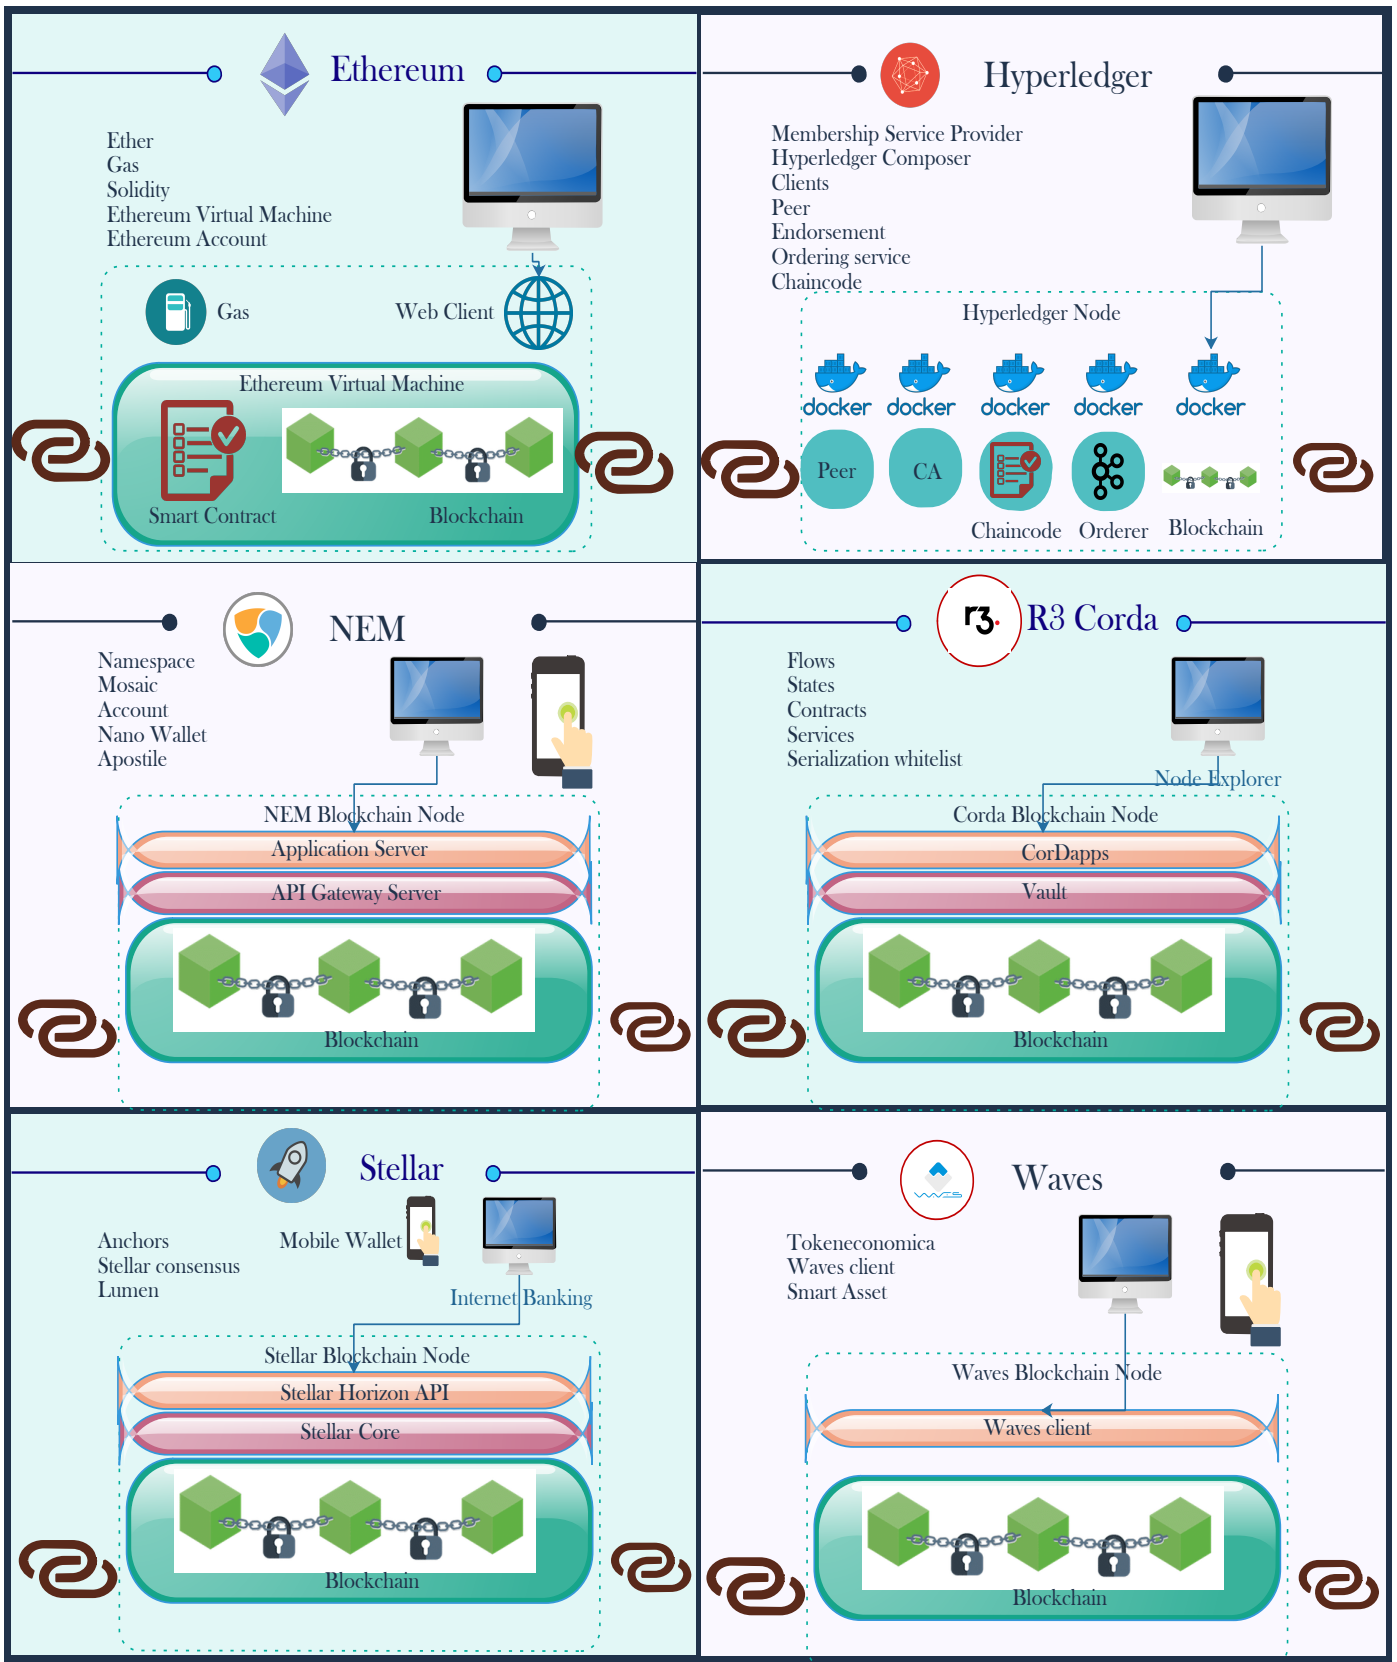 Ethereum
Ether
Gas
Solidity
Ethereum Virtual Machine
Ethereum Account
Gas
Web Client
Ethereum Virtual Machine
Smart Contract
Blockchain
Hyperledger
Membership Service Provider
Hyperledger Composer
Clients
Peer
Endorsement
Ordering service
Chaincode
Hyperledger Node
docker
docker
docker
docker
docker
Peer
CA
Chaincode
Orderer
Blockchain
NEM
Namespace
Mosaic
Account
Nano Wallet
Apostile
NEM Blockchain Node
Application Server
API Gateway Server
Blockchain
r3.
R3 Corda
Flows
States
Contracts
Services
Serialization whitelist
Node Explorer
Corda Blockchain Node
CorDapps
Vault
Blockchain
Stellar
Anchors
Stellar consensus
Lumen
Mobile Wallet
Internet Banking
Stellar Blockchain Node
Stellar Horizon API
Stellar Core
Blockchain
WAVES
Waves
Tokeneconomica
Waves client
Smart Asset
Waves Blockchain Node
Waves client
Blockchain